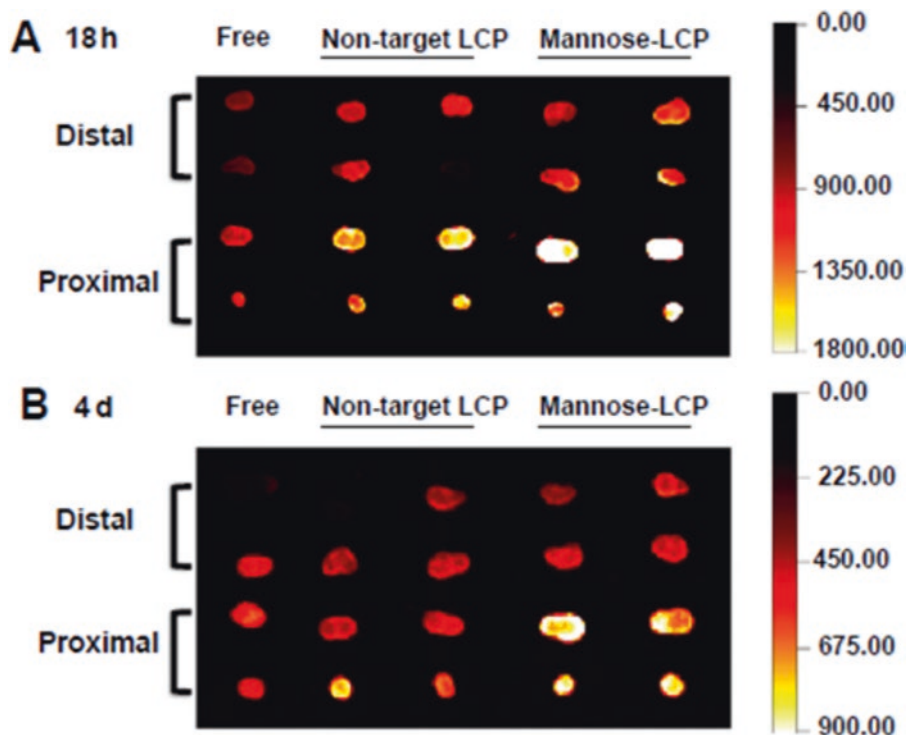 A 18h Free Non-target LCP Mannose-LCP
Distal
Proximal
0.00
450.00
900.00
1350.00
1800.00
B 4d Free Non-target LCP Mannose-LCP
Distal
Proximal
0.00
225.00
450.00
675.00
900.00